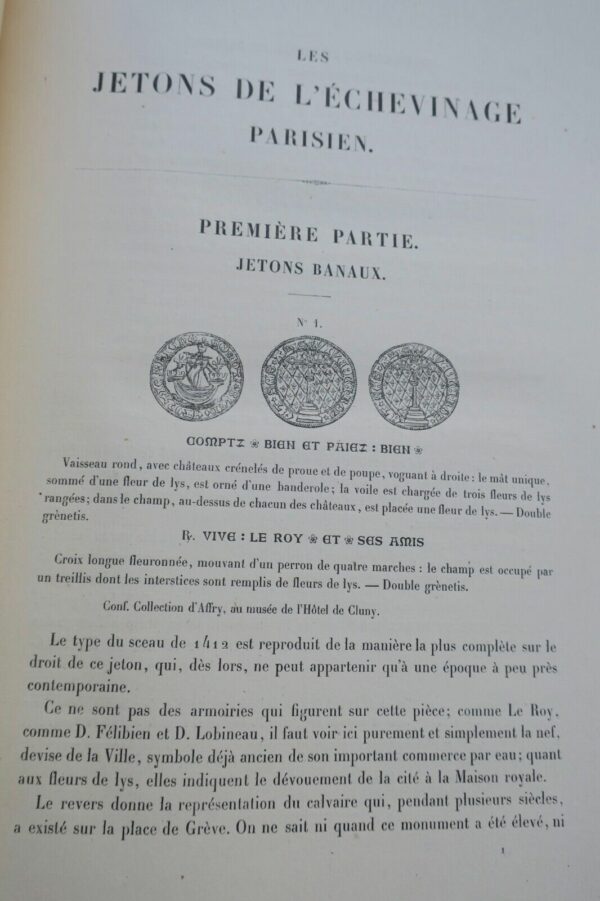 LES
JETONS DE L'ÉCHEVINAGE
PARISIEN.
PREMIÈRE PARTIE.
JETONS BANAUX.
N° 1.
COMPTZ ❀ BIEN ET PAIEZ : BIEN ❀
Vaisseau rond, avec châteaux crénelés de proue et de poupe, voguant à droite : le mât unique,
sommé d'une fleur de lys, est orné d'une banderole; la voile est chargée de trois fleurs de lys
rangées; dans le champ, au-dessus de chacun des châteaux, est placée une fleur de lys. — Double
grènetis.
℟. VIVE : LE ROY ❀ ET ❀ SES AMIS
Croix longue fleuronnée, mouvant d'un perron de quatre marches : le champ est occupé par
un treillis dont les interstices sont remplis de fleurs de lys. — Double grènetis.
Conf. Collection d'Affry, au musée de l'Hôtel de Cluny.
Le type du sceau de 1412 est reproduit de la manière la plus complète sur le
droit de ce jeton, qui, dès lors, ne peut appartenir qu'à une époque à peu près
contemporaine.
Ce ne sont pas des armoiries qui figurent sur cette pièce; comme Le Roy,
comme D. Félibien et D. Lobineau, il faut voir ici purement et simplement la nef,
devise de la Ville, symbole déjà ancien de son important commerce par eau; quant
aux fleurs de lys, elles indiquent le dévouement de la cité à la Maison royale.
Le revers donne la représentation du calvaire qui, pendant plusieurs siècles,
a existé sur la place de Grève. On ne sait ni quand ce monument a été élevé, ni
1